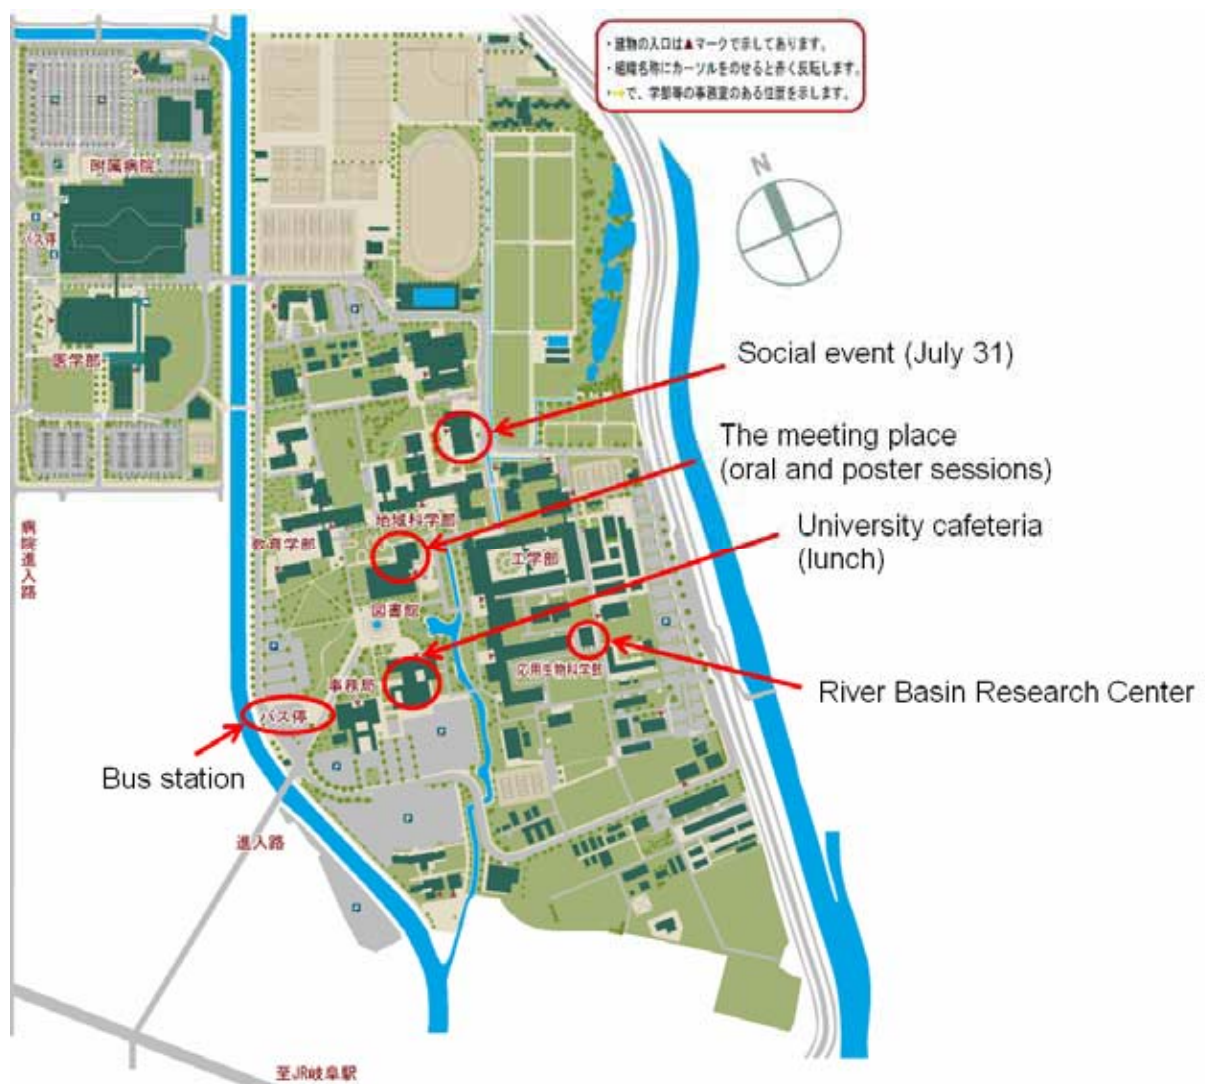 ・建物の入口は▲マークで示してあります。
・組織名称にカーソルをのせると赤く反転します。
・→で、学部等の事務室のある位置を示します。
附属病院
バス停
医学部
N
Social event (July 31)
The meeting place
(oral and poster sessions)
University cafeteria
(lunch)
地域科学部
教育学部
工学部
病院進入路
図書館
応用生物科学部
事務局
River Basin Research Center
バス停
Bus station
進入路
至JR岐阜駅